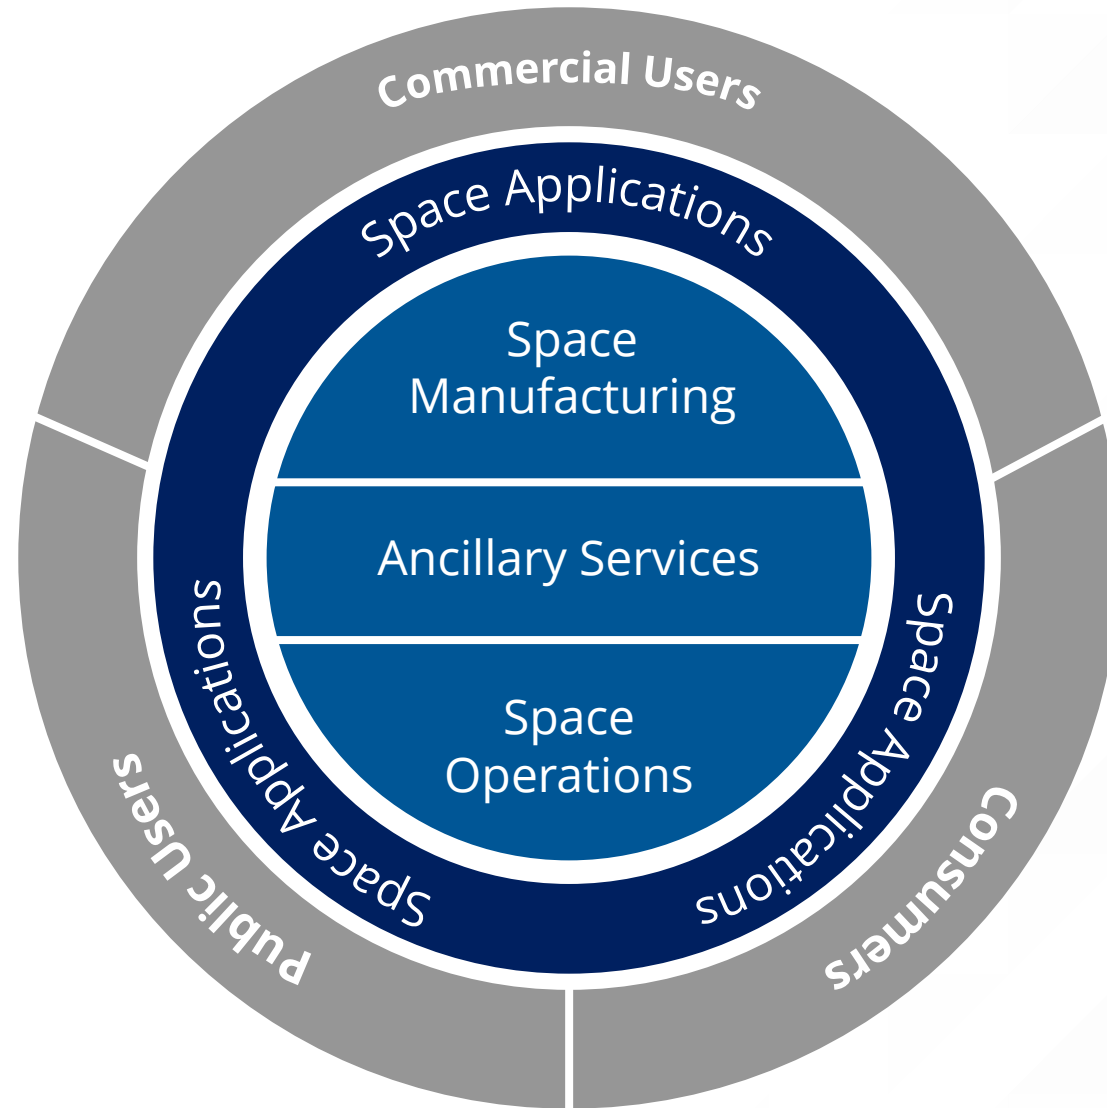 Commercial Users
Space Applications
Space
Manufacturing
Ancillary Services
Space
Operations
Space Applications
Space Applications
Public Users
Consumers